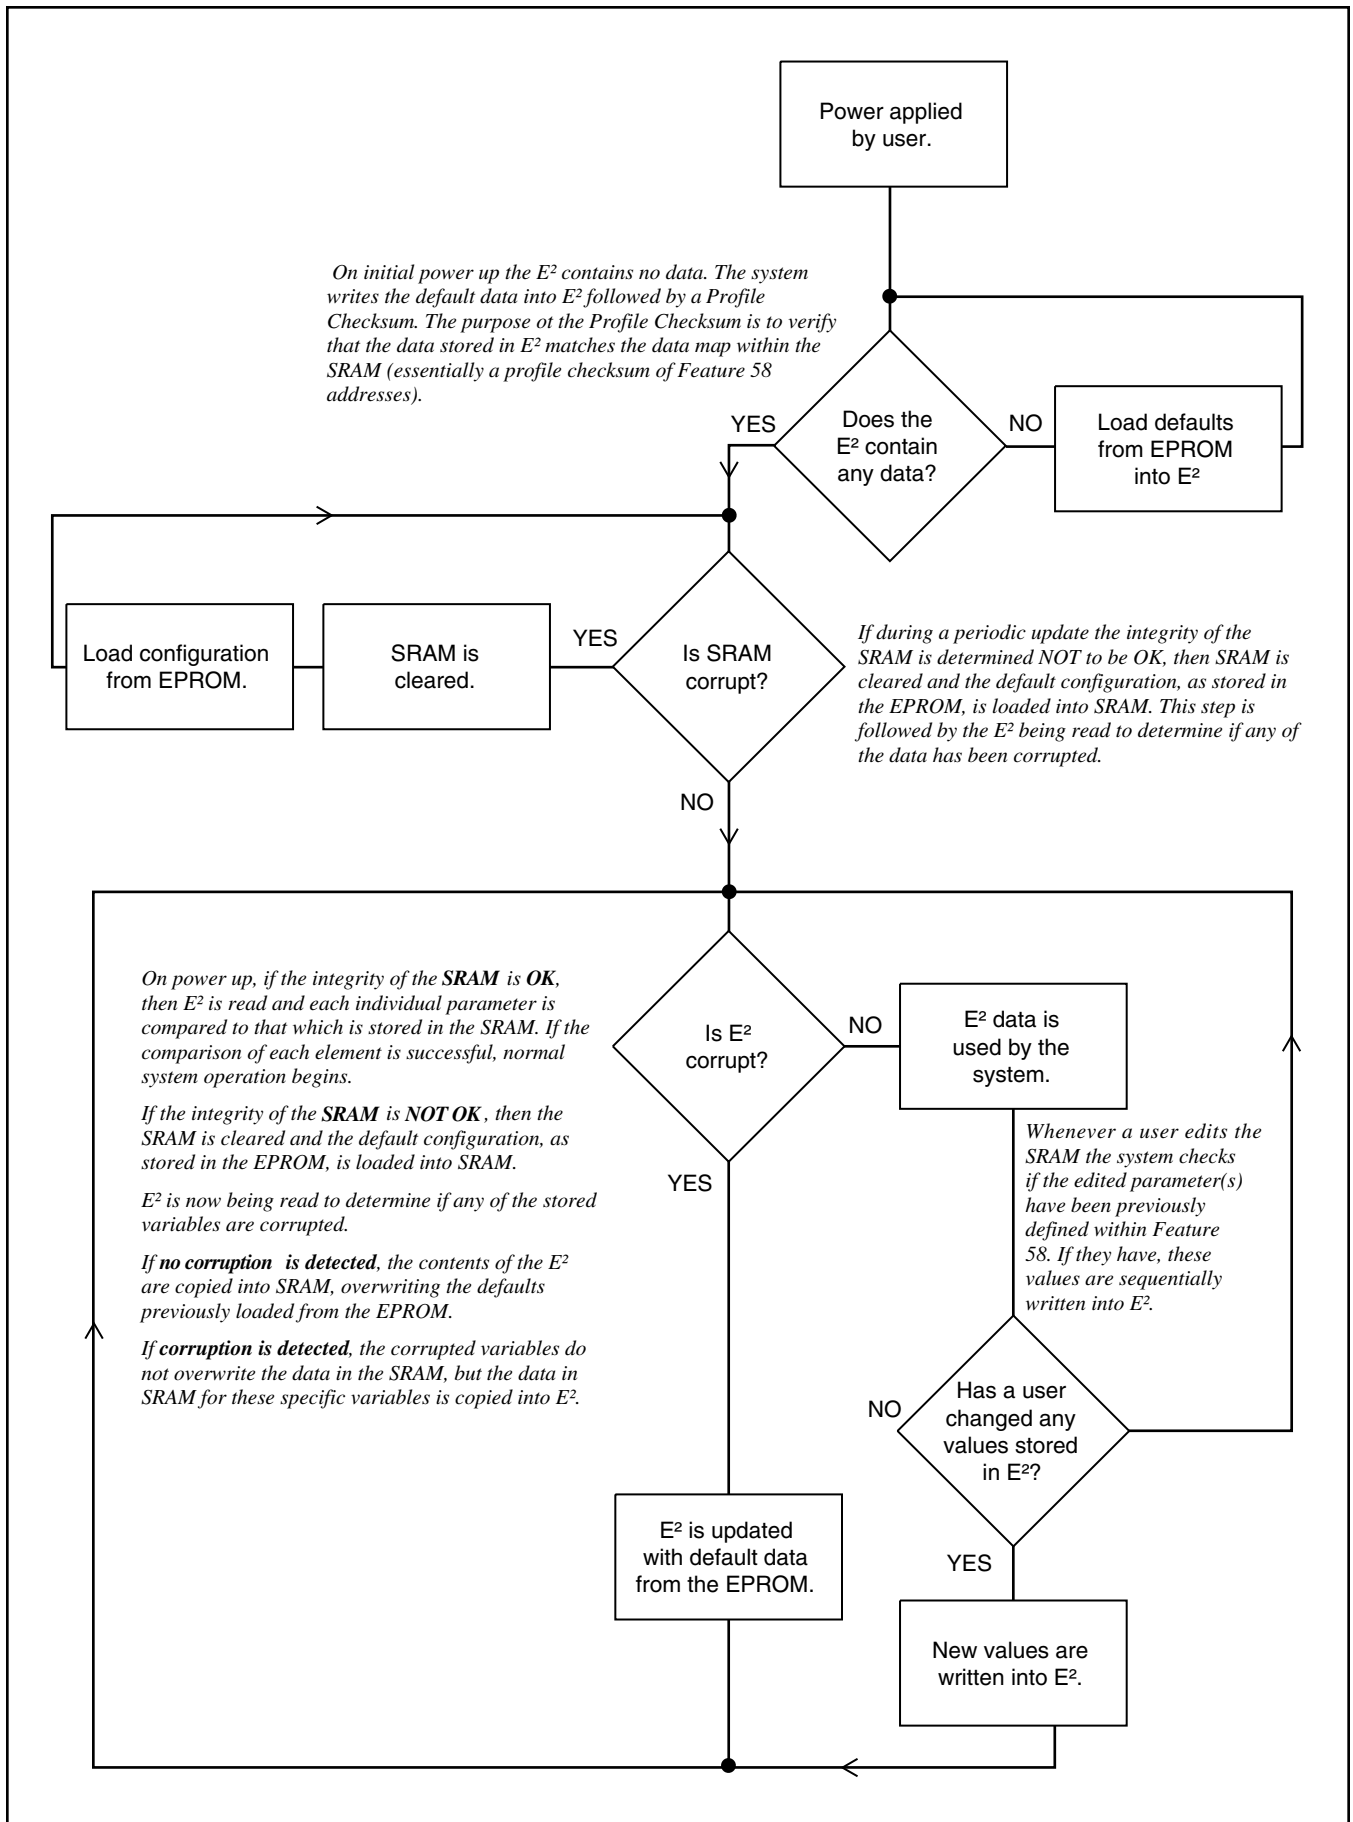 Power applied
by user.
On initial power up the E² contains no data. The system
writes the default data into E² followed by a Profile
Checksum. The purpose ot the Profile Checksum is to verify
that the data stored in E² matches the data map within the
SRAM (essentially a profile checksum of Feature 58
addresses).
YES
Does the
E² contain
any data?
NO
Load defaults
from EPROM
into E²
Load configuration
from EPROM.
SRAM is
cleared.
YES
Is SRAM
corrupt?
If during a periodic update the integrity of the
SRAM is determined NOT to be OK, then SRAM is
cleared and the default configuration, as stored in
the EPROM, is loaded into SRAM. This step is
followed by the E² being read to determine if any of
the data has been corrupted.
NO
On power up, if the integrity of the SRAM is OK,
then E² is read and each individual parameter is
compared to that which is stored in the SRAM. If the
comparison of each element is successful, normal
system operation begins.
If the integrity of the SRAM is NOT OK, then the
SRAM is cleared and the default configuration, as
stored in the EPROM, is loaded into SRAM.
E² is now being read to determine if any of the stored
variables are corrupted.
If no corruption is detected, the contents of the E²
are copied into SRAM, overwriting the defaults
previously loaded from the EPROM.
If corruption is detected, the corrupted variables do
not overwrite the data in the SRAM, but the data in
SRAM for these specific variables is copied into E².
Is E²
corrupt?
NO
E² data is
used by the
system.
YES
Whenever a user edits the
SRAM the system checks
if the edited parameter(s)
have been previously
defined within Feature
58. If they have, these
values are sequentially
written into E².
NO
Has a user
changed any
values stored
in E²?
E² is updated
with default data
from the EPROM.
YES
New values are
written into E².